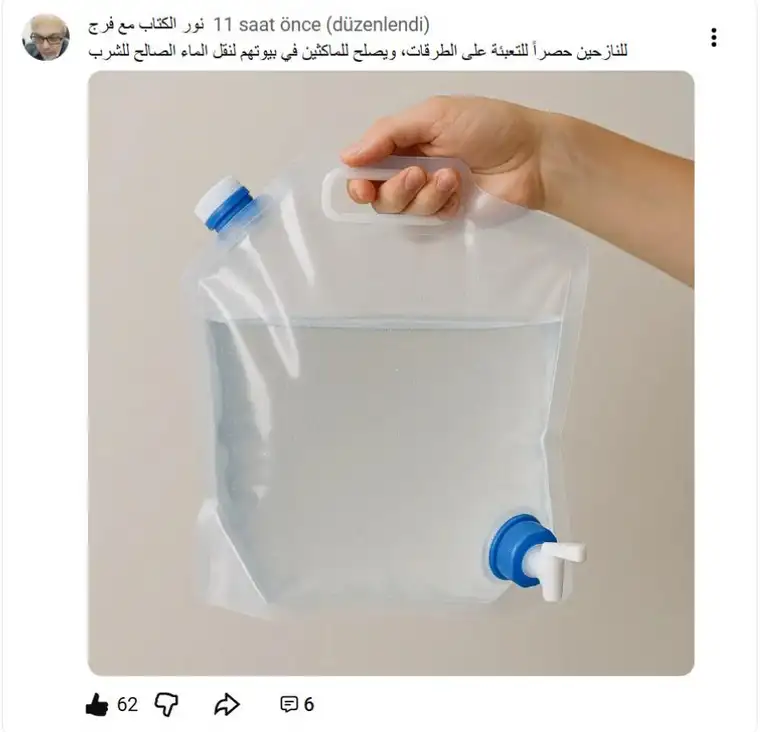 نور الكتاب مع فرج 11 saat önce (düzenlendi)
للنازحين حصراً للتعبئة على الطرقات، ويصلح للماكثين في بيوتهم لنقل الماء الصالح للشرب
62 6